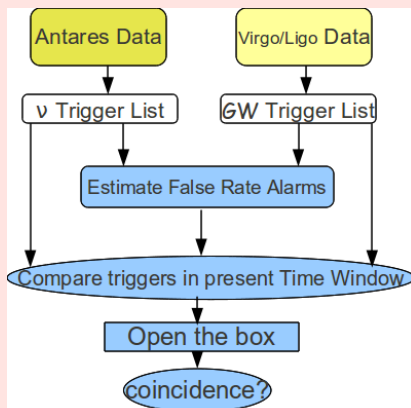 Antares Data
Virgo/Ligo Data
ν Trigger List
GW Trigger List
Estimate False Rate Alarms
Compare triggers in present Time Window
Open the box
coincidence?